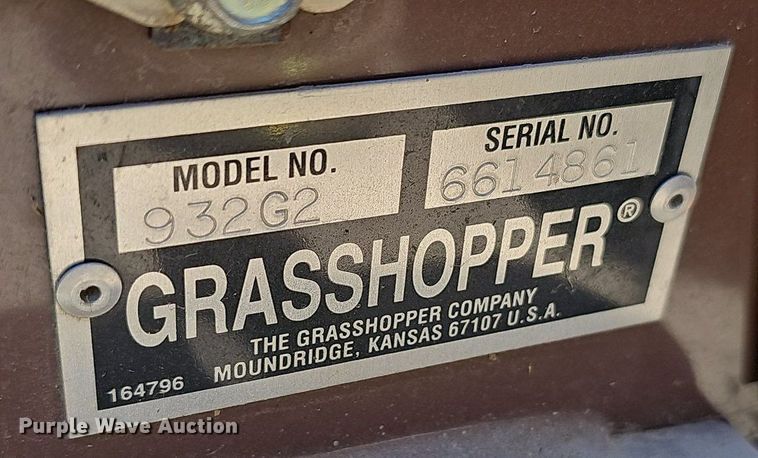 MODEL NO.
932G2
SERIAL NO.
6614861
GRASSHOPPER®
THE GRASSHOPPER COMPANY
MOUNDRIDGE, KANSAS 67107 U.S.A.
164796
Purple Wave Auction